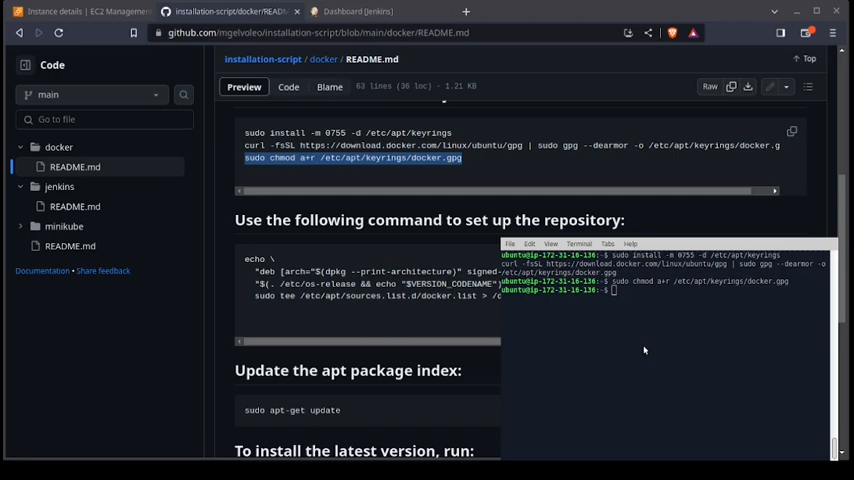 Instance details | EC2 Management
installation-script/docker/READM
Dashboard [Jenkins]
github.com/mgelvoleo/installation-script/blob/main/docker/README.md
Code
installation-script / docker / README.md
Top
main
Preview
Code
Blame
63 lines (36 loc) · 1.21 KB
Raw
Go to file
docker
README.md
jenkins
README.md
minikube
README.md
Documentation • Share feedback
sudo install -m 0755 -d /etc/apt/keyrings
curl -fsSL https://download.docker.com/linux/ubuntu/gpg | sudo gpg --dearmor -o /etc/apt/keyrings/docker.g
sudo chmod a+r /etc/apt/keyrings/docker.gpg
Use the following command to set up the repository:
echo \
"deb [arch="$(dpkg --print-architecture)" signed-
"$(. /etc/os-release && echo "$VERSION_CODENAME")"
sudo tee /etc/apt/sources.list.d/docker.list > /d
Update the apt package index:
sudo apt-get update
To install the latest version, run:
File Edit View Terminal Tabs Help
ubuntu@ip-172-31-16-136:~$ sudo install -m 0755 -d /etc/apt/keyrings
curl -fsSL https://download.docker.com/linux/ubuntu/gpg | sudo gpg --dearmor -o
/etc/apt/keyrings/docker.gpg
ubuntu@ip-172-31-16-136:~$ sudo chmod a+r /etc/apt/keyrings/docker.gpg
ubuntu@ip-172-31-16-136:~$